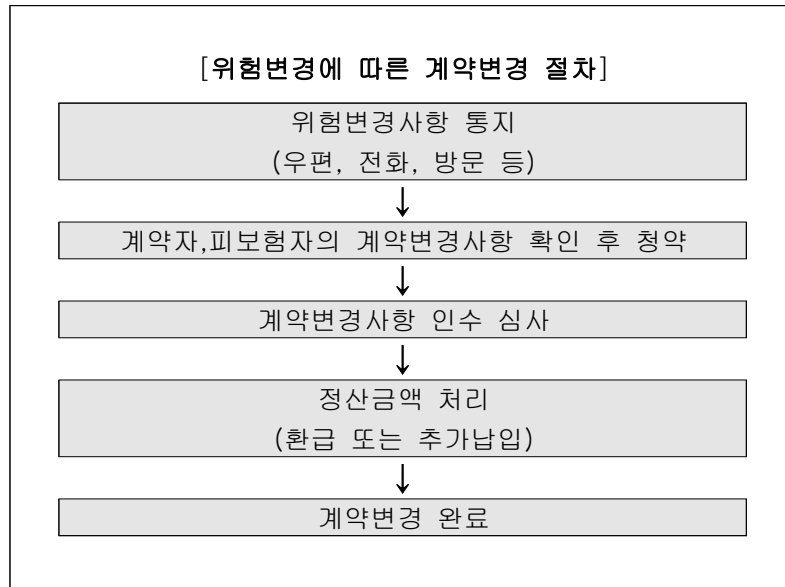 [위험변경에 따른 계약변경 절차]
위험변경사항 통지
(우편, 전화, 방문 등)
↓
계약자,피보험자의 계약변경사항 확인 후 청약
↓
계약변경사항 인수 심사
↓
정산금액 처리
(환급 또는 추가납입)
↓
계약변경 완료